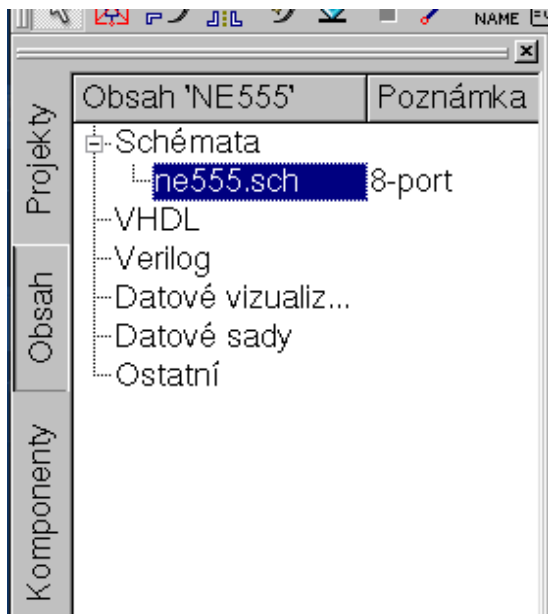 NAME
Obsah 'NE555' Poznámka
Schémata
ne555.sch 8-port
VHDL
Verilog
Datové vizualiz...
Datové sady
Ostatní
Projekty
Obsah
Komponenty